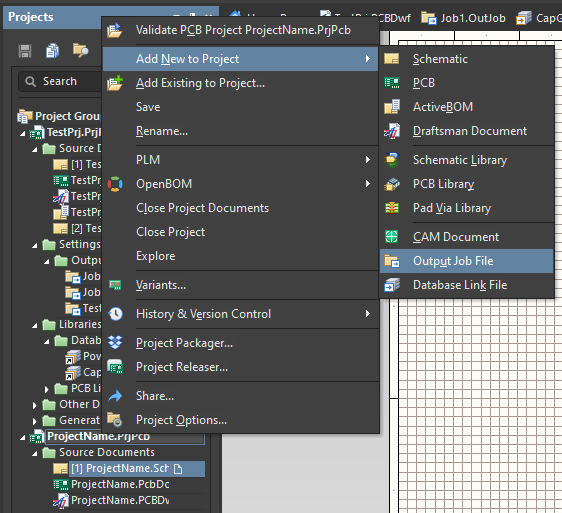 Projects
Job1.OutJob
CapG
Validate PCB Project ProjectName.PrjPcb
Add New to Project
Add Existing to Project...
Save
Rename...
PLM
OpenBOM
Close Project Documents
Close Project
Explore
Variants...
History & Version Control
Project Packager...
Project Releaser...
Share...
Project Options...
Schematic
PCB
ActiveBOM
Draftsman Document
Schematic Library
PCB Library
Pad Via Library
CAM Document
Output Job File
Database Link File
Search
Project Grou
TestPrj.PrjP
Source D
[1] Tes
TestPr
TestPr
TestPr
[2] Tes
Settings
Outpu
Job
Job
Tes
Libraries
Datab
Pow
Cap
PCB Li
Other D
Generat
ProjectName.PrjPcb
Source Documents
[1] ProjectName.Sch
ProjectName.PcbDc
ProjectName.PCBDv